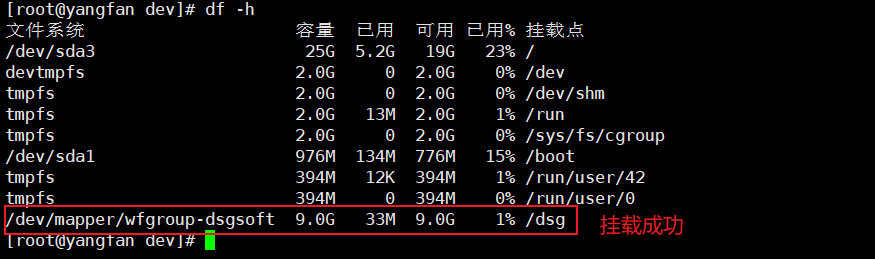 [root@yangfan dev]# df -h
文件系统 容量 已用 可用 已用% 挂载点
/dev/sda3 25G 5.2G 19G 23% /
devtmpfs 2.0G 0 2.0G 0% /dev
tmpfs 2.0G 0 2.0G 0% /dev/shm
tmpfs 2.0G 13M 2.0G 1% /run
tmpfs 2.0G 0 2.0G 0% /sys/fs/cgroup
/dev/sda1 976M 134M 776M 15% /boot
tmpfs 394M 12K 394M 1% /run/user/42
tmpfs 394M 0 394M 0% /run/user/0
/dev/mapper/wfgroup-dsgsoft 9.0G 33M 9.0G 1% /dsg 挂载成功
[root@yangfan dev]#